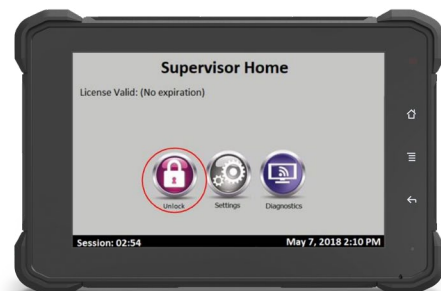 Supervisor Home
License Valid: (No expiration)
Unlock Settings Diagnostics
Session: 02:54 May 7, 2018 2:10 PM